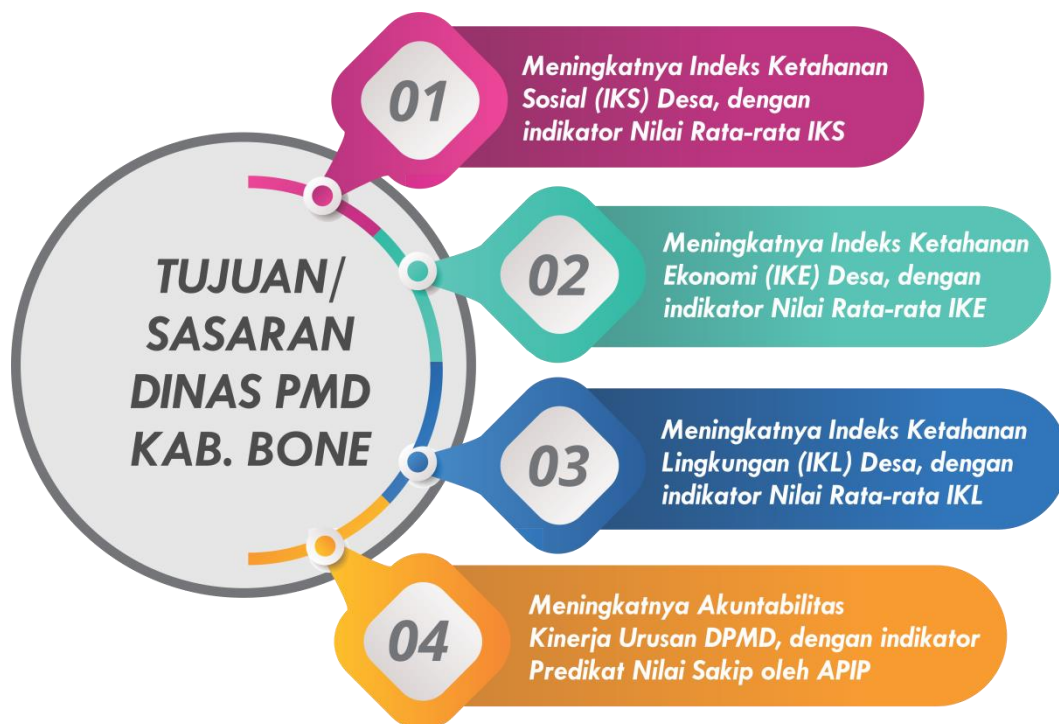 TUJUAN/
SASARAN
DINAS PMD
KAB. BONE
01
Meningkatnya Indeks Ketahanan
Sosial (IKS) Desa, dengan
indikator Nilai Rata-rata IKS
02
Meningkatnya Indeks Ketahanan
Ekonomi (IKE) Desa, dengan
indikator Nilai Rata-rata IKE
03
Meningkatnya Indeks Ketahanan
Lingkungan (IKL) Desa, dengan
indikator Nilai Rata-rata IKL
04
Meningkatnya Akuntabilitas
Kinerja Urusan DPMD, dengan indikator
Predikat Nilai Sakip oleh APIP